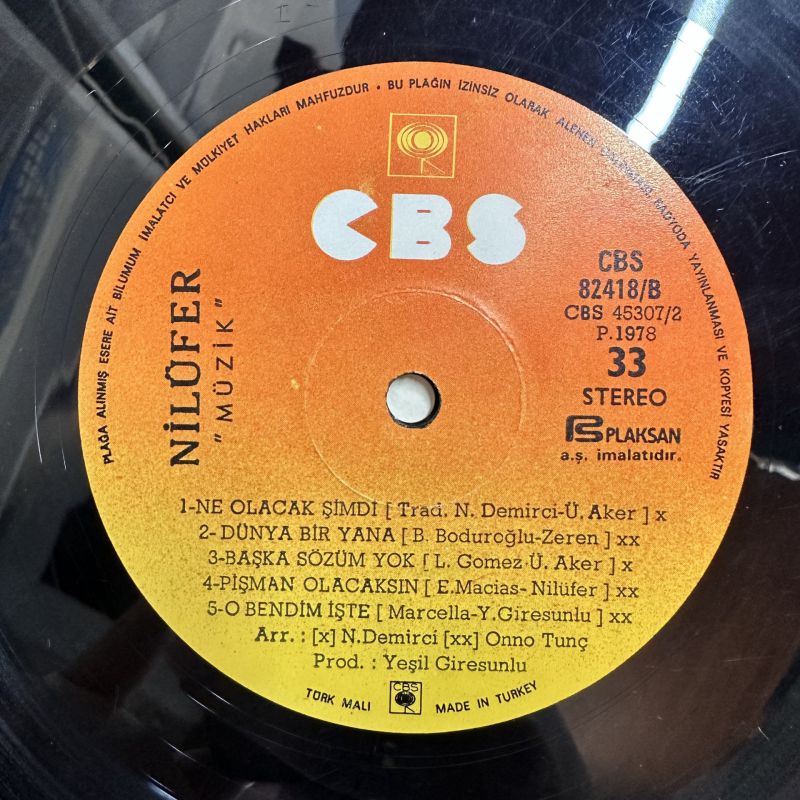 PLAĞA ALINMIŞ ESERE AİT BİLUMUM İMALATCI VE MÜLKİYET HAKLARI MAHFUZDUR • BU PLAĞIN İZİNSİZ OLARAK ALENEN RADYODA YAYINLANMASI VE KOPYESİ YASAKTIR
CBS
NİLÜFER
"MÜZİK"
CBS
82418/B
CBS 45307/2
P.1978
33
STEREO
PLAKSAN
a.ş. imalatıdır.
1-NE OLACAK ŞİMDİ [ Trad. N. Demirci-Ü. Aker ] x
2- DÜNYA BİR YANA [ B. Boduroğlu-Zeren ] xx
3-BAŞKA SÖZÜM YOK [ L. Gomez-Ü. Aker ] x
4-PİŞMAN OLACAKSIN [ E.Macias- Nilüfer ] xx
5-O BENDİM İŞTE [ Marcella-Y.Giresunlu ] xx
Arr. : [x] N.Demirci [xx] Onno Tunç
Prod. : Yeşil Giresunlu
TÜRK MALI CBS MADE IN TURKEY